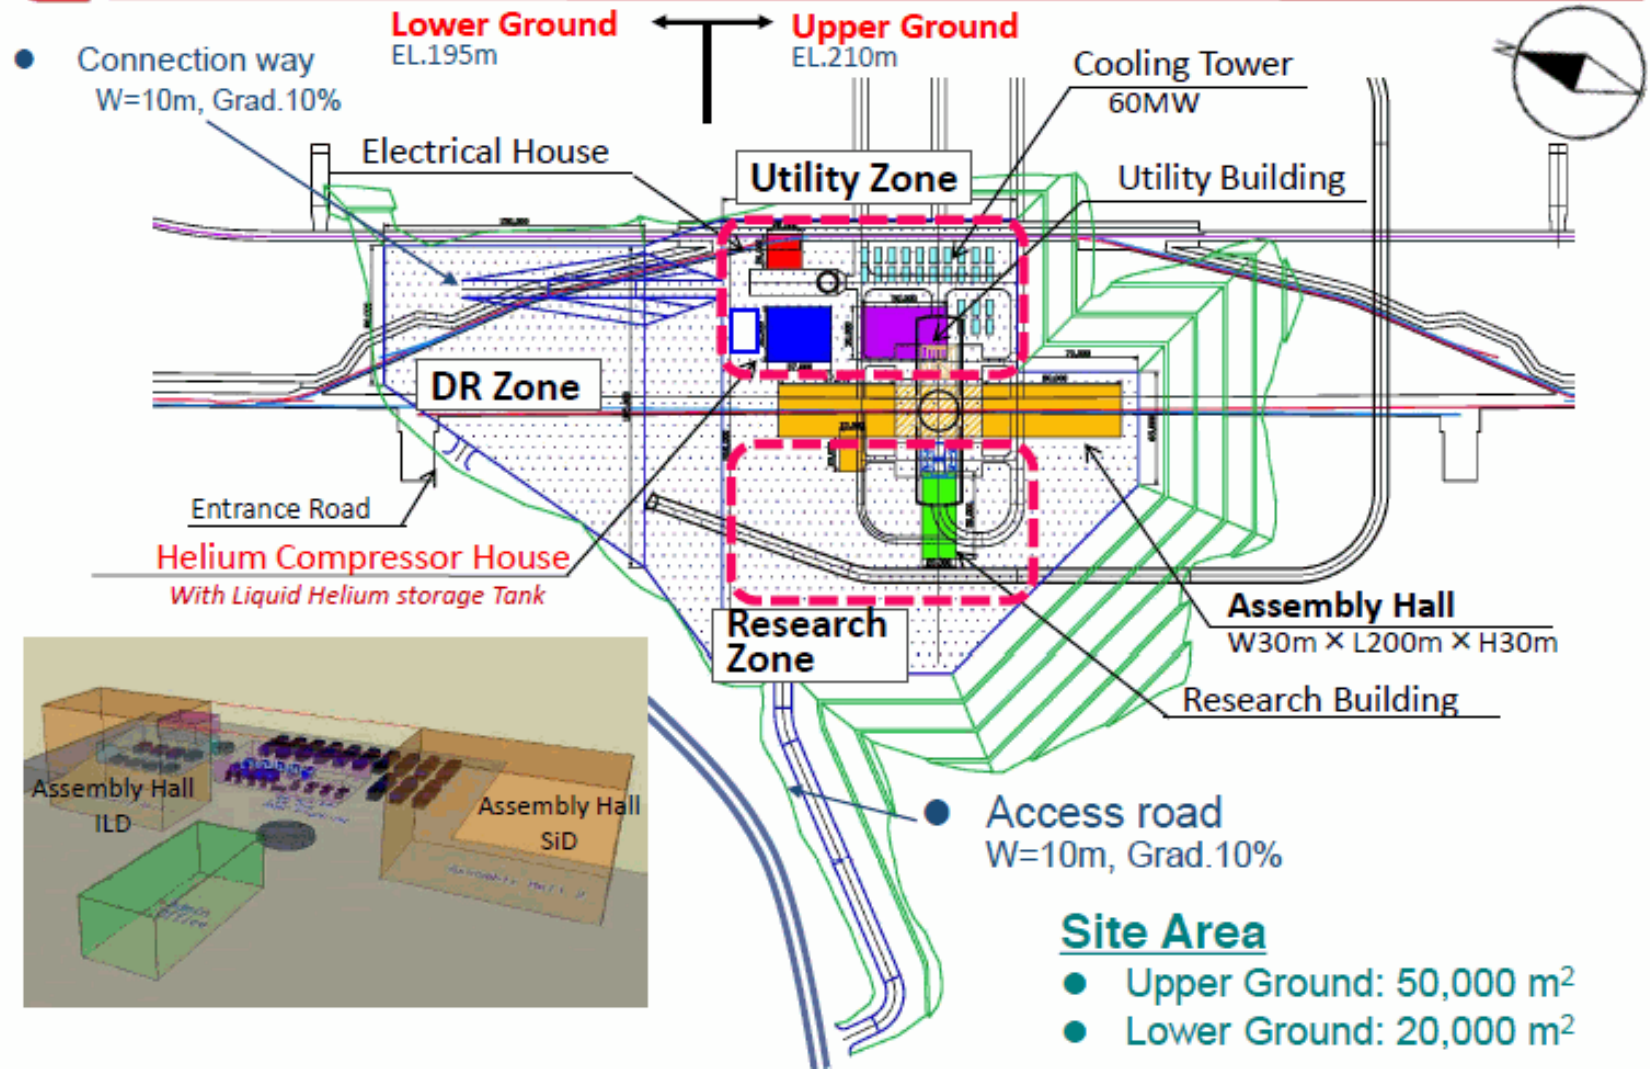 Lower Ground
EL.195m
Upper Ground
EL.210m
● Connection way
W=10m, Grad.10%
Cooling Tower
60MW
N
Electrical House
Utility Zone
Utility Building
DR Zone
Entrance Road
Helium Compressor House
With Liquid Helium storage Tank
Research
Zone
Assembly Hall
W30m × L200m × H30m
Research Building
Assembly Hall
ILD
Assembly Hall
SiD
● Access road
W=10m, Grad.10%
Site Area
● Upper Ground: 50,000 m²
● Lower Ground: 20,000 m²